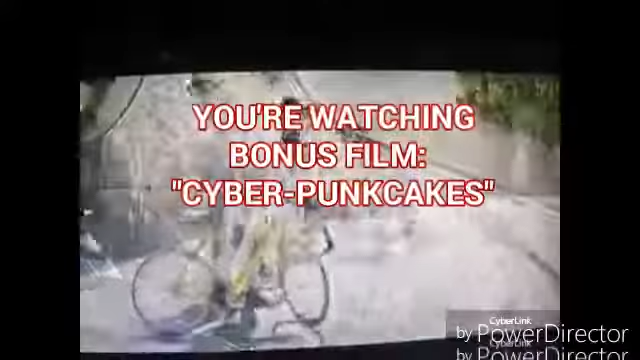 YOU'RE WATCHING
BONUS FILM:
"CYBER-PUNKCAKES"
CyberLink
by PowerDirector
CyberLink
by PowerDirector